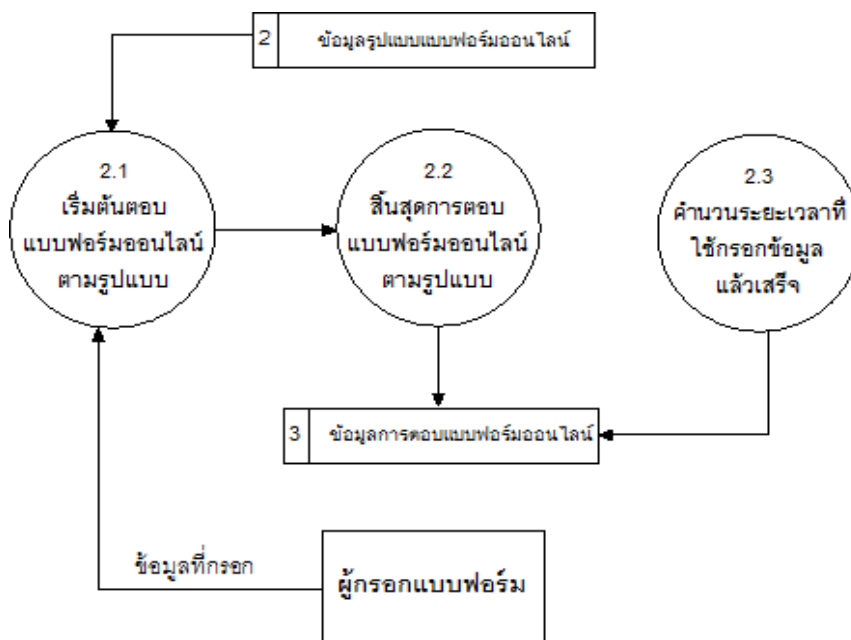 2 ข้อมูลรูปแบบแบบฟอร์มออนไลน์
2.1
เริ่มต้นตอบ
แบบฟอร์มออนไลน์
ตามรูปแบบ
2.2
สิ้นสุดการตอบ
แบบฟอร์มออนไลน์
ตามรูปแบบ
2.3
คำนวนระยะเวลาที่
ใช้กรอกข้อมูล
แล้วเสร็จ
3 ข้อมูลการตอบแบบฟอร์มออนไลน์
ข้อมูลที่กรอก
ผู้กรอกแบบฟอร์ม